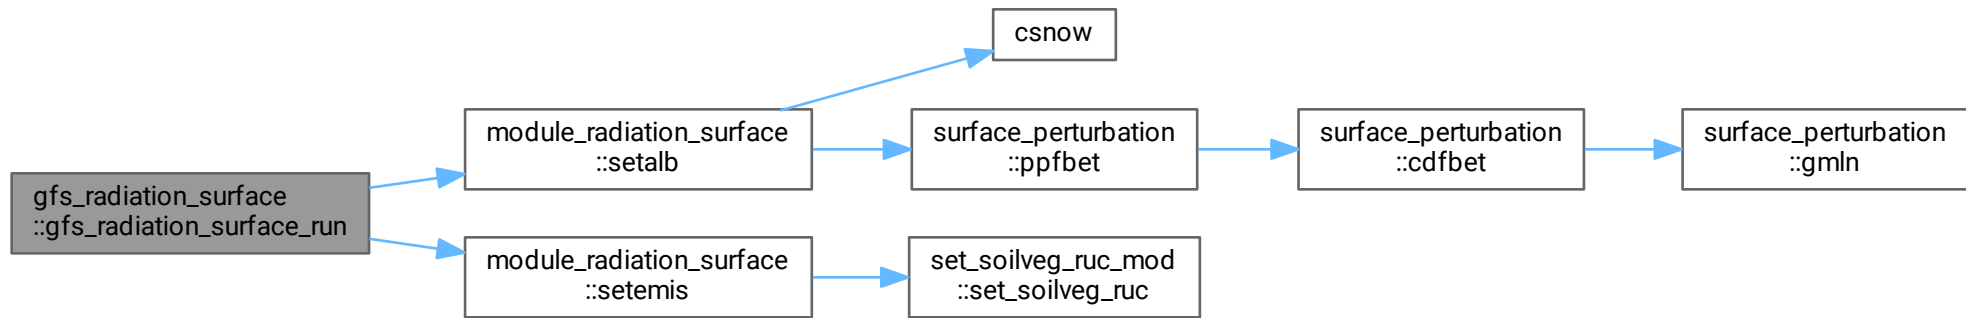 csnow
module_radiation_surface
::setalb
surface_perturbation
::ppfbet
surface_perturbation
::cdfbet
surface_perturbation
::gmln
gfs_radiation_surface
::gfs_radiation_surface_run
module_radiation_surface
::setemis
set_soilveg_ruc_mod
::set_soilveg_ruc